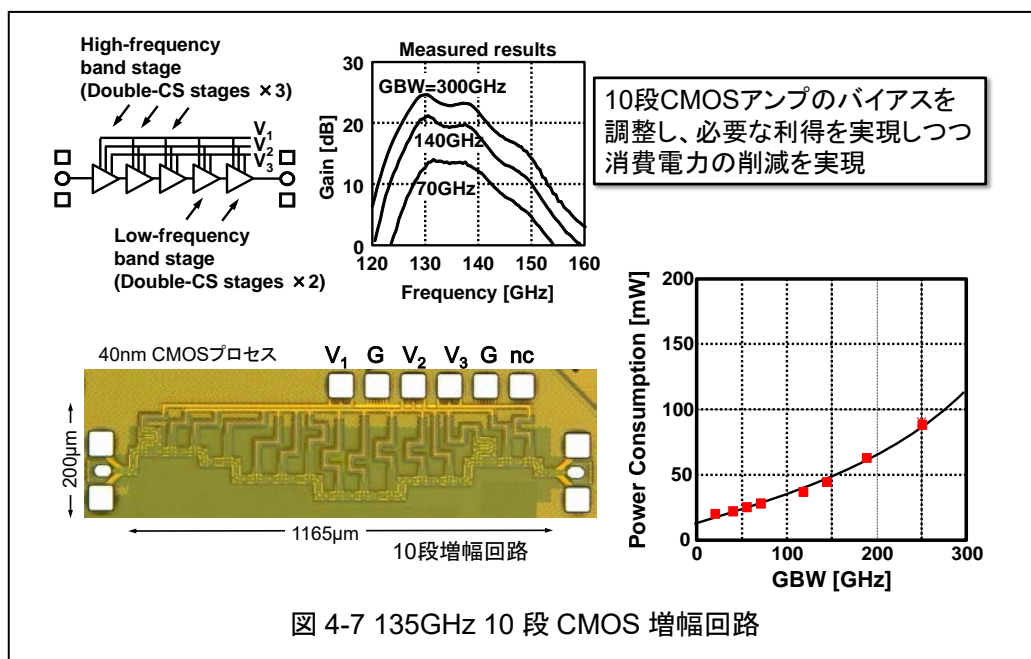 High-frequency
band stage
(Double-CS stages ×3)
V1
V2
V3
Low-frequency
band stage
(Double-CS stages ×2)
Measured results
Gain [dB]
30
20
10
0
GBW=300GHz
140GHz
70GHz
120 130 140 150 160
Frequency [GHz]
10段CMOSアンプのバイアスを
調整し、必要な利得を実現しつつ
消費電力の削減を実現
40nm CMOSプロセス
V1 G V2 V3 G nc
200μm
1165μm
10段増幅回路
Power Consumption [mW]
200
150
100
50
0
0 100 200 300
GBW [GHz]
図 4-7 135GHz 10 段 CMOS 増幅回路